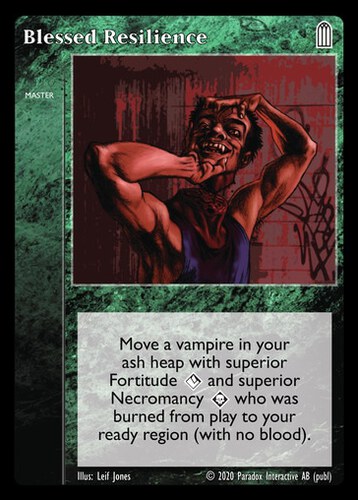 Blessed Resilience
MASTER
Move a vampire in your
ash heap with superior
Fortitude and superior
Necromancy who was
burned from play to your
ready region (with no blood).
Illus: Leif Jones © 2020 Paradox Interactive AB (publ)